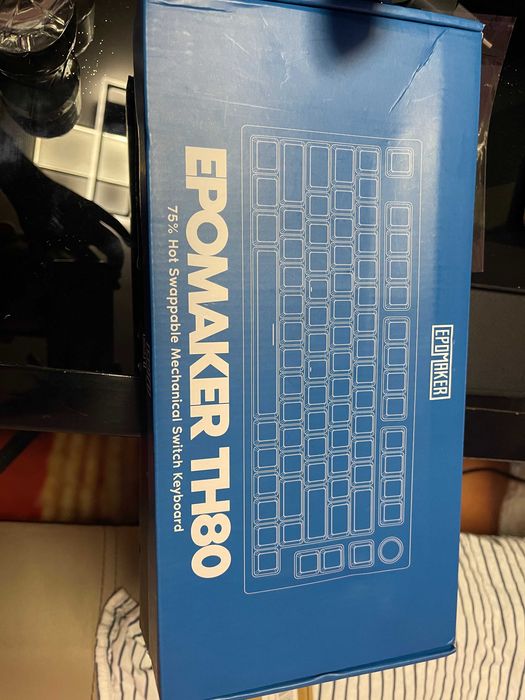 EPOMAKER
EPOMAKER TH80
75% Hot Swappable Mechanical Switch Keyboard